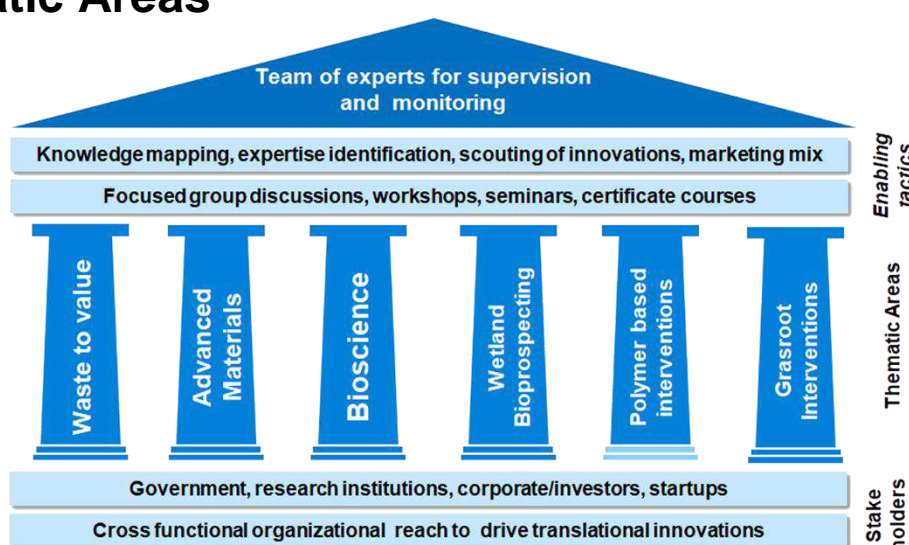 Areas
Team of experts for supervision
and monitoring
Knowledge mapping, expertise identification, scouting of innovations, marketing mix
Focused group discussions, workshops, seminars, certificate courses
Enabling
tactics
Waste to value
Advanced
Materials
Bioscience
Wetland
Bioprospecting
Polymer based
interventions
Grasroot
Interventions
Thematic Areas
Government, research institutions, corporate/investors, startups
Cross functional organizational reach to drive translational innovations
Stake
holders